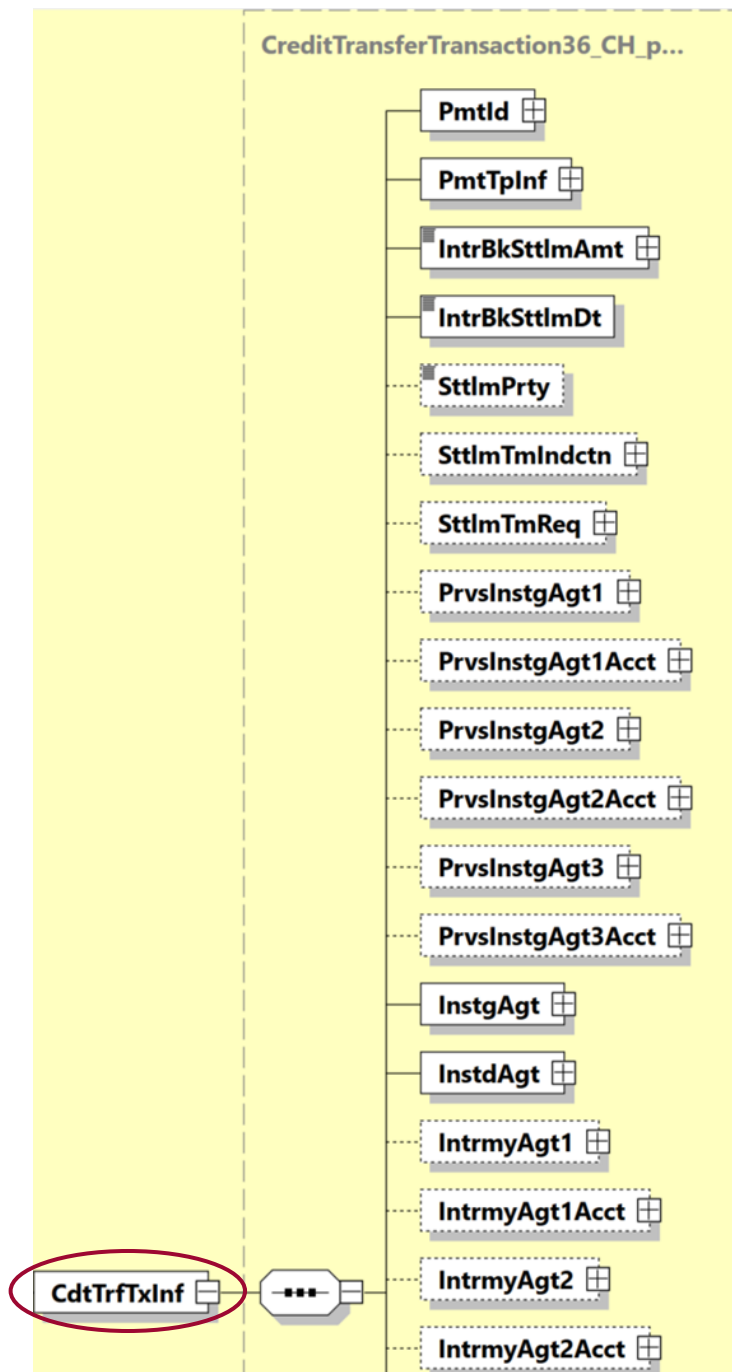 CreditTransferTransaction36_CH_p...
PmtId
PmtTpInf
IntrBkSttlmAmt
IntrBkSttlmDt
SttlmPrty
SttlmTmIndctn
SttlmTmReq
PrvsInstgAgt1
PrvsInstgAgt1Acct
PrvsInstgAgt2
PrvsInstgAgt2Acct
PrvsInstgAgt3
PrvsInstgAgt3Acct
InstgAgt
InstdAgt
IntrmyAgt1
IntrmyAgt1Acct
CdtTrfTxInf
IntrmyAgt2
IntrmyAgt2Acct